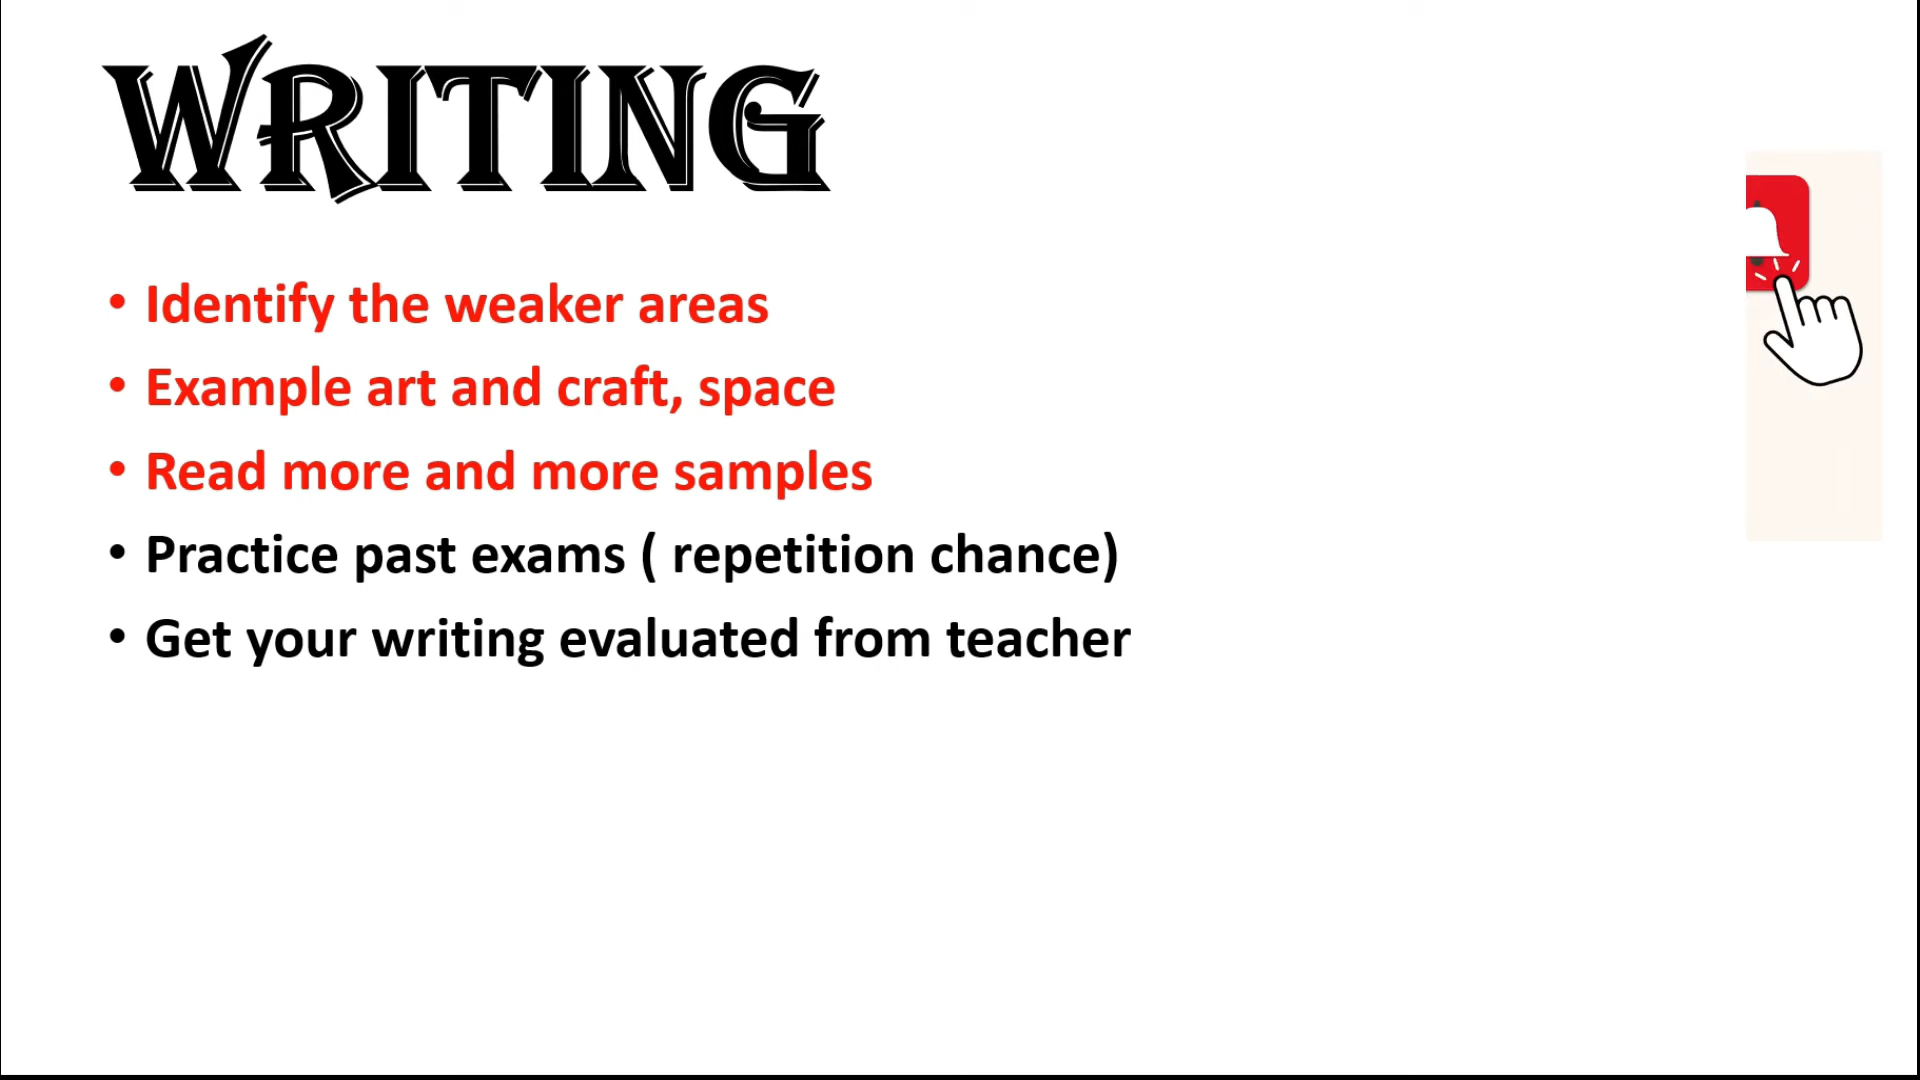 WRITING
• Identify the weaker areas
• Example art and craft, space
• Read more and more samples
• Practice past exams ( repetition chance)
• Get your writing evaluated from teacher